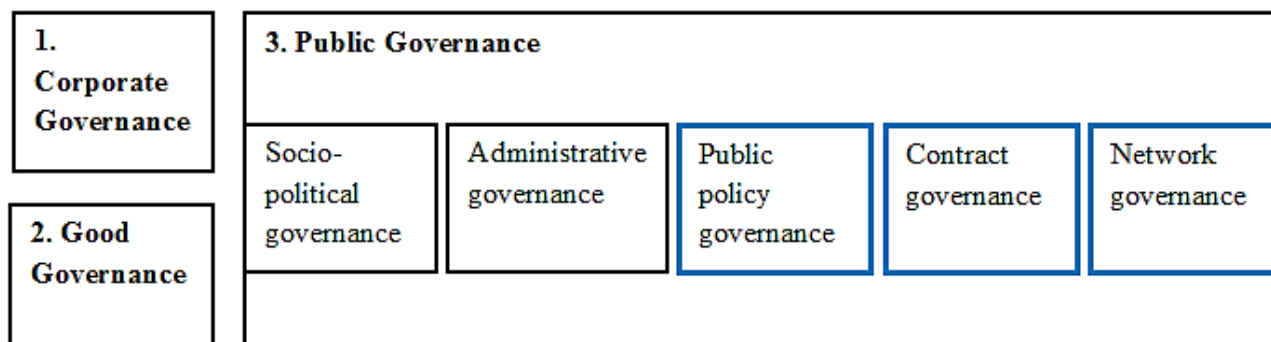 1.
Corporate
Governance
2. Good
Governance
3. Public Governance
Socio-
political
governance
Administrative
governance
Public
policy
governance
Contract
governance
Network
governance